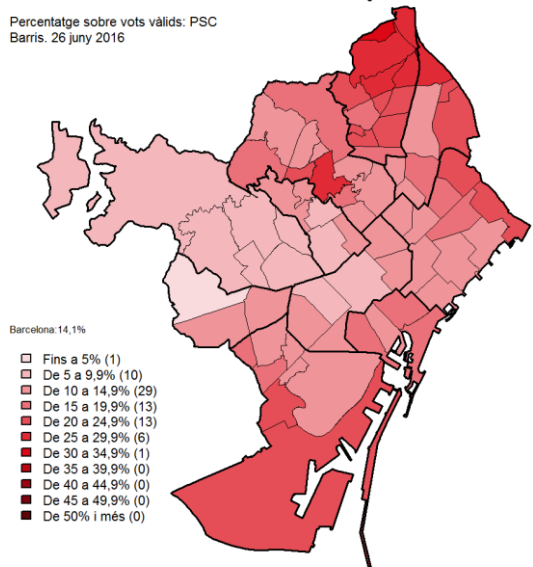 Percentatge sobre vots vàlids: PSC
Barris. 26 juny 2016
Barcelona:14,1%
Fins a 5% (1)
De 5 a 9,9% (10)
De 10 a 14,9% (29)
De 15 a 19,9% (13)
De 20 a 24,9% (13)
De 25 a 29,9% (6)
De 30 a 34,9% (1)
De 35 a 39,9% (0)
De 40 a 44,9% (0)
De 45 a 49,9% (0)
De 50% i més (0)